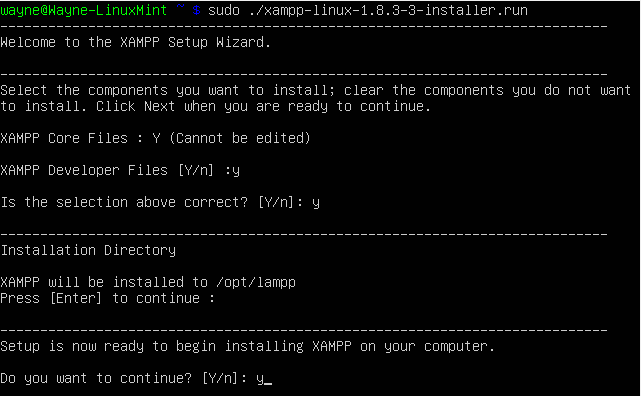 wayne@Wayne-LinuxMint ~ $ sudo ./xampp-linux-1.8.3-3-installer.run
----------------------------------------------------------------------------
Welcome to the XAMPP Setup Wizard.
----------------------------------------------------------------------------
Select the components you want to install; clear the components you do not want
to install. Click Next when you are ready to continue.
XAMPP Core Files : Y (Cannot be edited)
XAMPP Developer Files [Y/n] :y
Is the selection above correct? [Y/n]: y
----------------------------------------------------------------------------
Installation Directory
XAMPP will be installed to /opt/lampp
Press [Enter] to continue :
----------------------------------------------------------------------------
Setup is now ready to begin installing XAMPP on your computer.
Do you want to continue? [Y/n]: y_